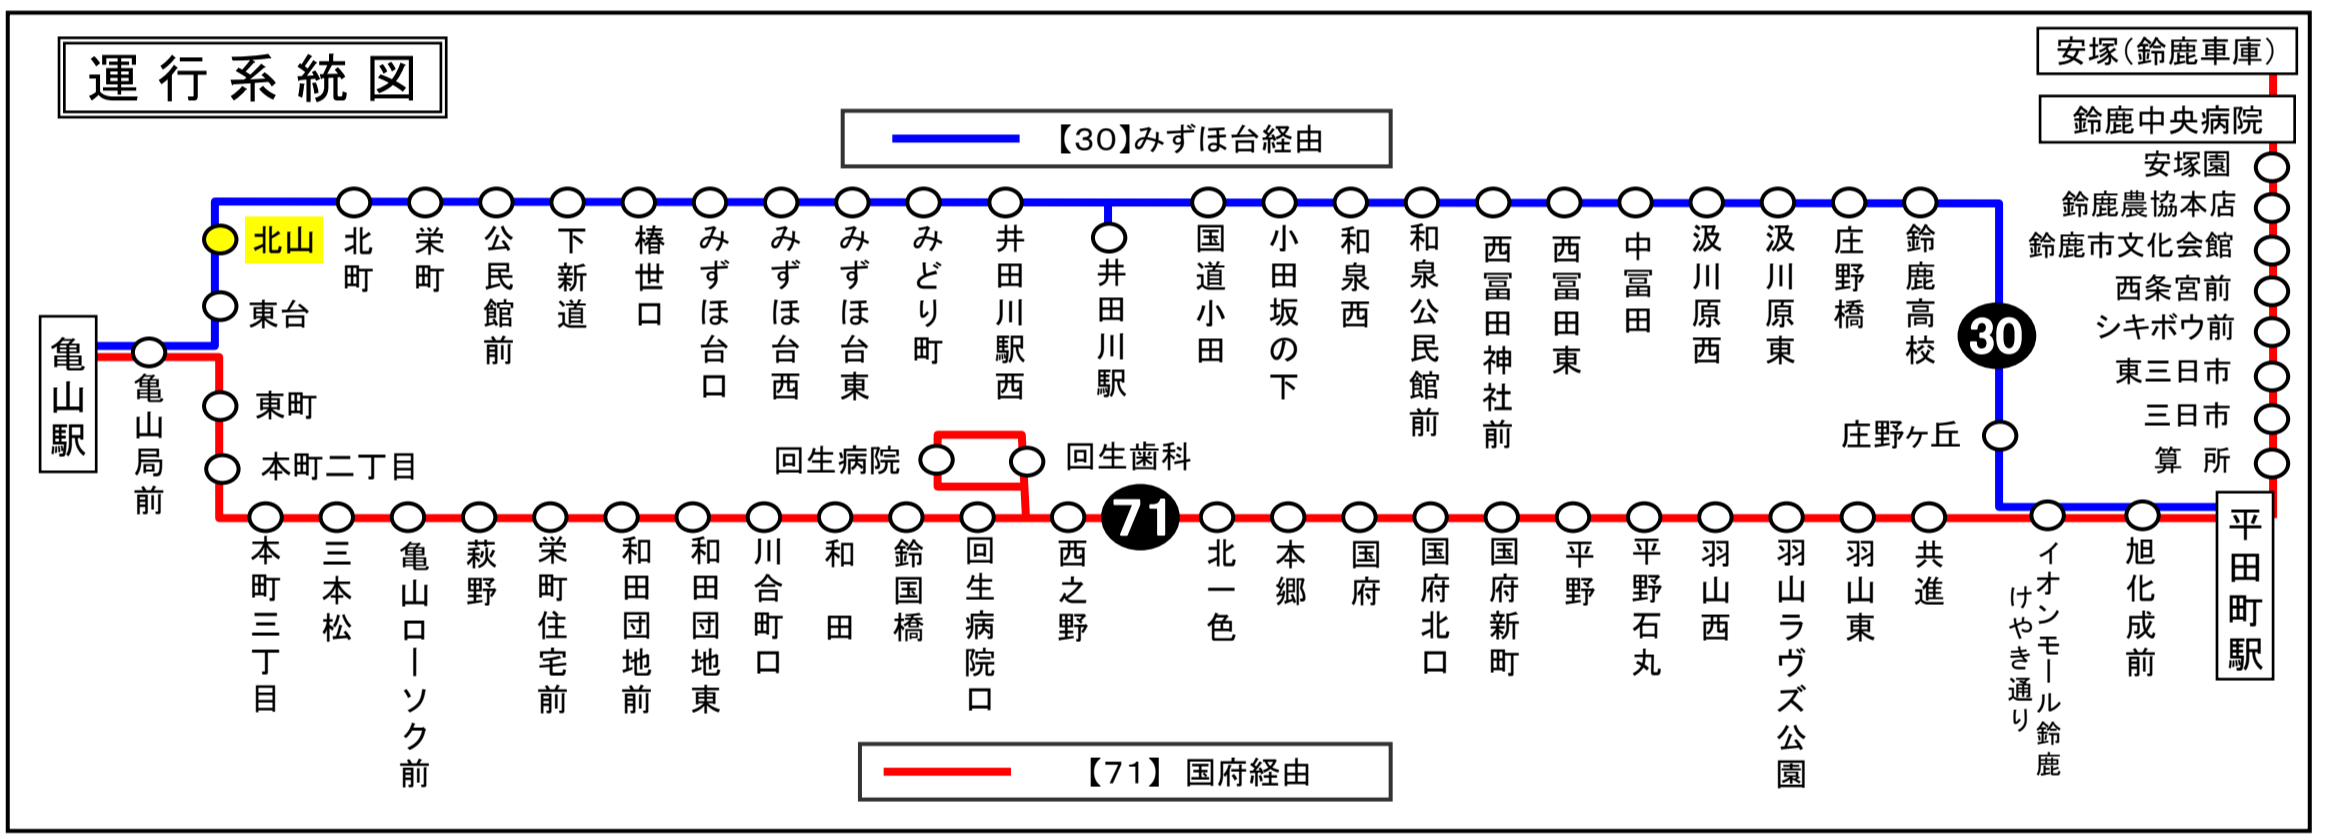 運行系統図
【30】みずほ台経由
安塚(鈴鹿車庫)
鈴鹿中央病院
安塚園
鈴鹿農協本店
鈴鹿市文化会館
西条宮前
シキボウ前
東三日市
三日市
算所
平田町駅
亀山駅
亀山局前
東台
北山
北町
栄町
公民館前
下新道
椿世口
みずほ台口
みずほ台西
みずほ台東
みどり町
井田川駅西
井田川駅
国道小田
小田坂の下
和泉西
和泉公民館前
西冨田神社前
西冨田東
中冨田
汲川原西
汲川原東
庄野橋
鈴鹿高校
30
庄野ヶ丘
東町
本町二丁目
本町三丁目
三本松
亀山ローソク前
萩野
栄町住宅前
和田団地前
和田団地東
川合町口
和田
鈴国橋
回生病院口
回生病院
回生歯科
西之野
71
北一色
本郷
国府
国府北口
国府新町
平野
平野石丸
羽山西
羽山ラヴズ公園
羽山東
共進
イオンモール鈴鹿
けやき通り
旭化成前
【71】 国府経由